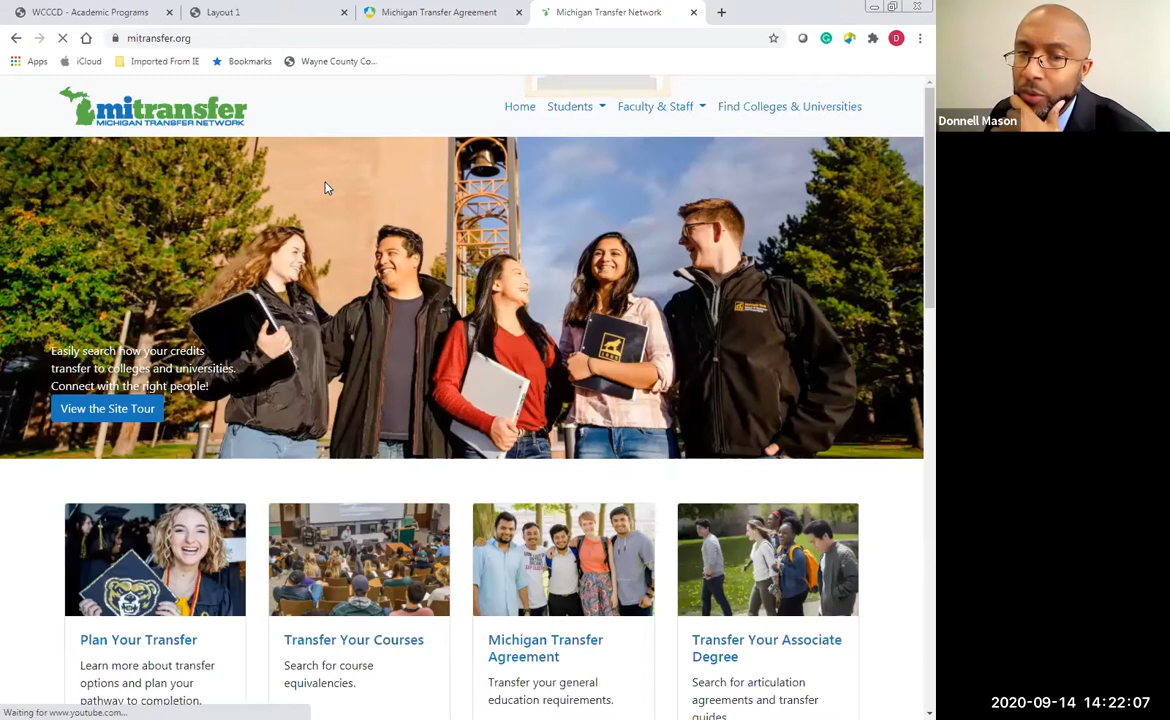 WCCCD - Academic Programs
Layout 1
Michigan Transfer Agreement
Michigan Transfer Network
mitransfer.org
D
Apps
iCloud
Imported From IE
Bookmarks
Wayne County Co...
mitransfer
MICHIGAN TRANSFER NETWORK
Home
Students
Faculty & Staff
Find Colleges & Universities
Donnell Mason
Easily search how your credits
transfer to colleges and universities.
Connect with the right people!
View the Site Tour
Plan Your Transfer
Learn more about transfer
options and plan your
pathway to completion.
Transfer Your Courses
Search for course
equivalencies.
Michigan Transfer
Agreement
Transfer your general
education requirements.
Transfer Your Associate
Degree
Search for articulation
agreements and transfer
guides.
Waiting for www.youtube.com...
2020-09-14 14:22:07